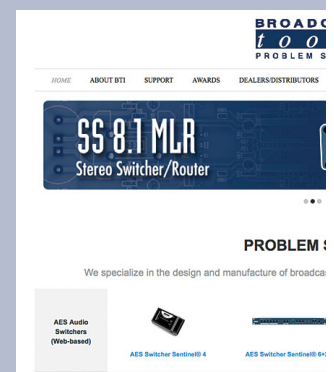 BROADC
too
PROBLEM S
HOME ABOUT BTI SUPPORT AWARDS DEALERS/DISTRIBUTORS
SS 8.1 MLR
Stereo Switcher/Router
PROBLEM S
We specialize in the design and manufacture of broadcas
AES Audio
Switchers
(Web-based)
AES Switcher Sentinel® 4 AES Switcher Sentinel® 6+